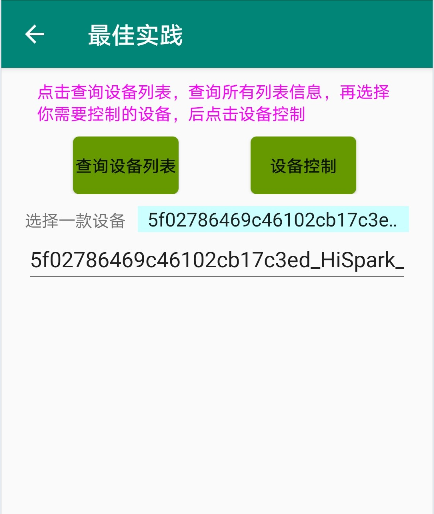 最佳实践
点击查询设备列表，查询所有列表信息，再选择
你需要控制的设备，后点击设备控制
查询设备列表
设备控制
选择一款设备
5f02786469c46102cb17c3e..
5f02786469c46102cb17c3ed_HiSpark_